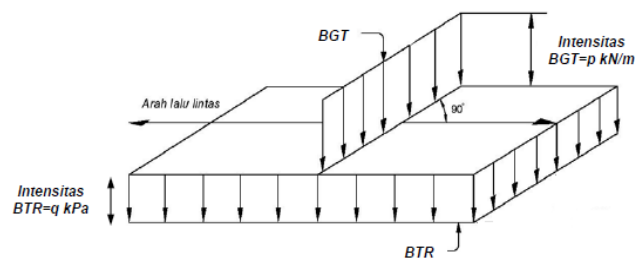 BGT
Intensitas
BGT=p kN/m
Arah lalu lintas
90°
Intensitas
BTR=q kPa
BTR